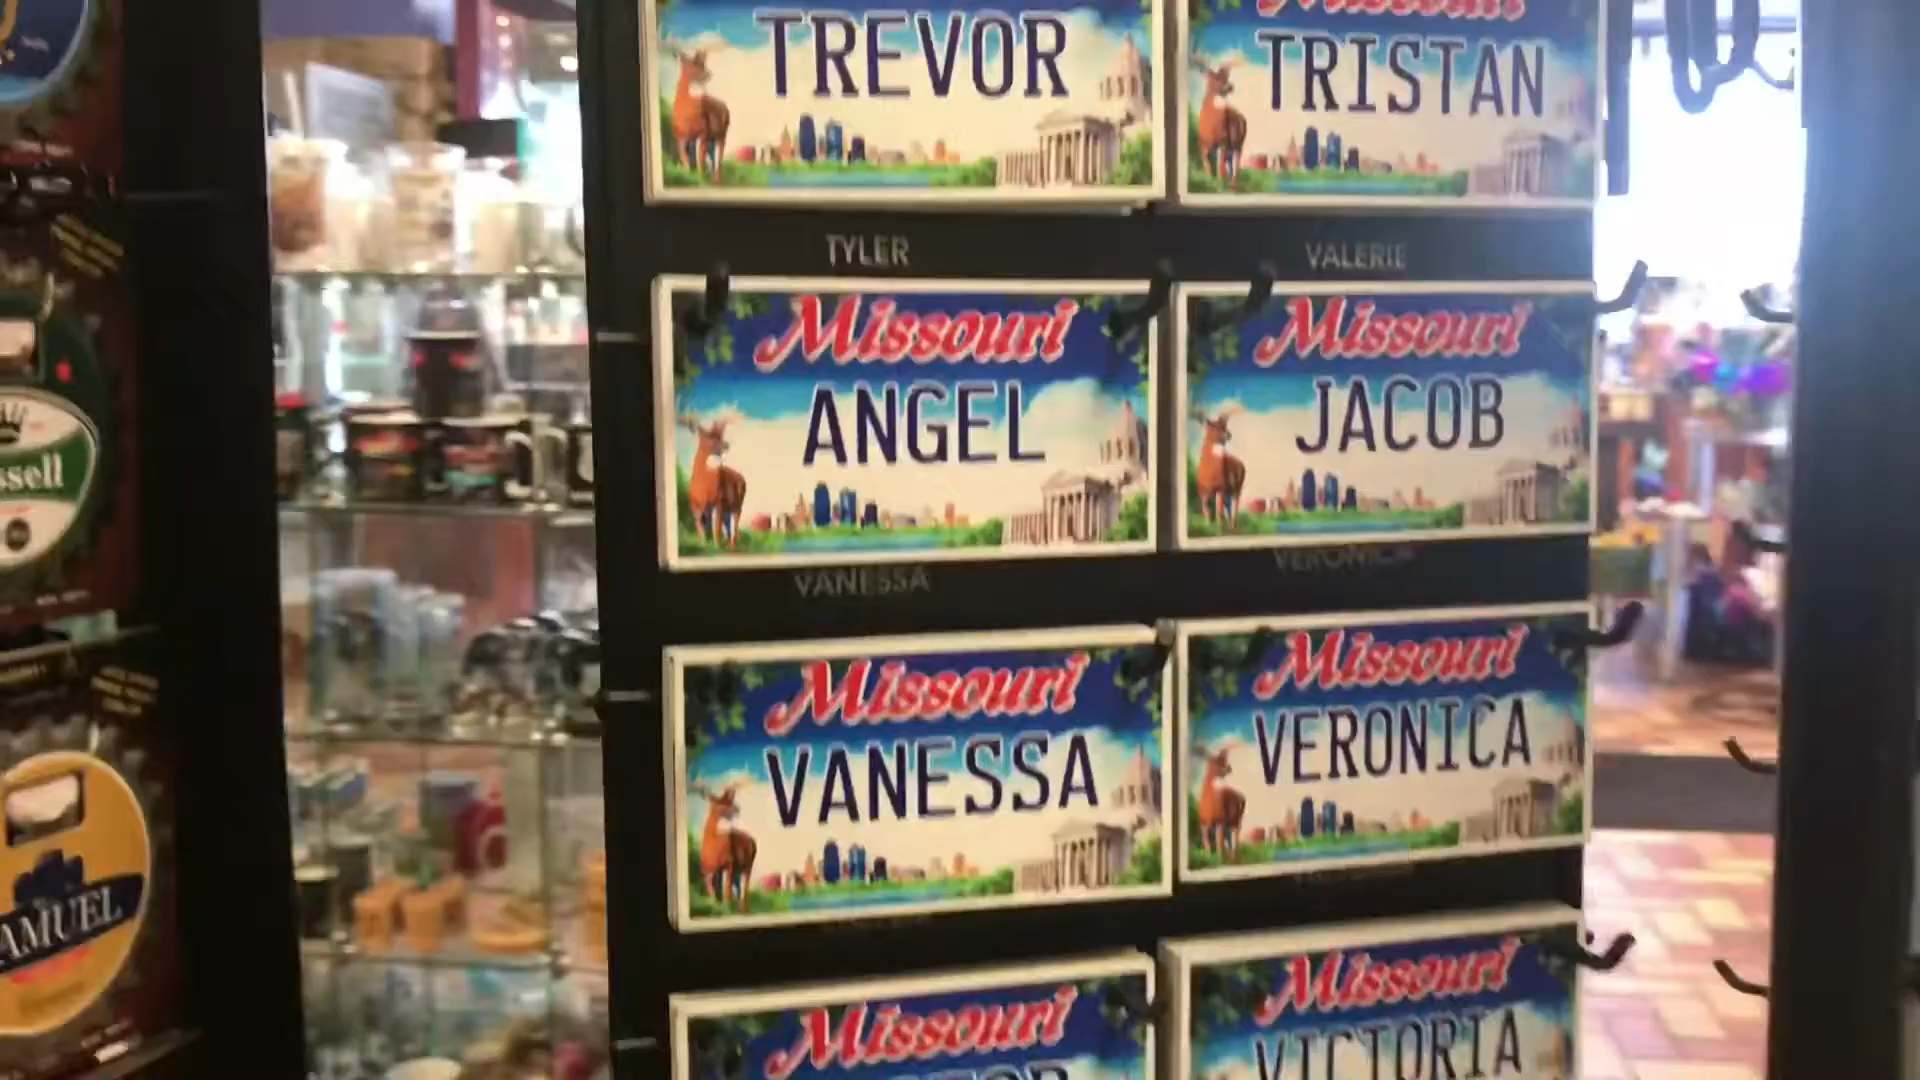 TREVOR
Missouri
TRISTAN
TYLER
VALERIE
Missouri
ANGEL
Missouri
JACOB
VANESSA
VERONICA
Missouri
VANESSA
Missouri
VERONICA
Missouri
Missouri
VICTORIA
ssell
AMUEL